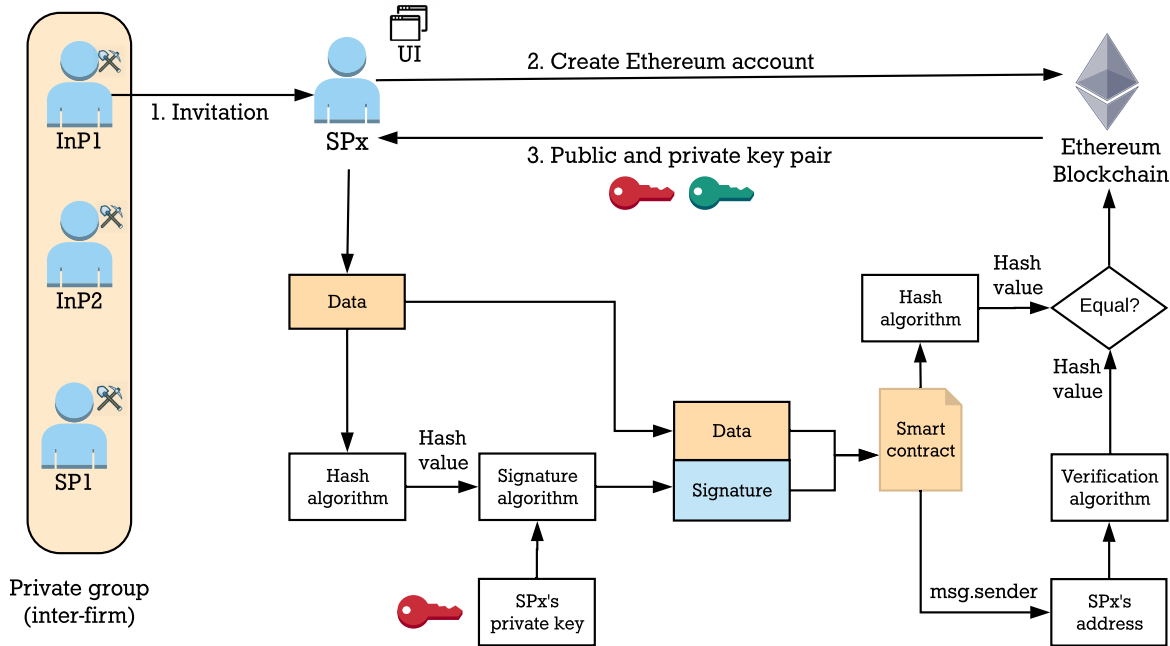 UI
InP1
1. Invitation
SPx
2. Create Ethereum account
3. Public and private key pair
Ethereum
Blockchain
InP2
SP1
Private group
(inter-firm)
Data
Hash
algorithm
Hash
value
Signature
algorithm
SPx's
private key
Data
Signature
Smart
contract
Hash
algorithm
Hash
value
Equal?
Hash
value
Verification
algorithm
msg.sender
SPx's
address